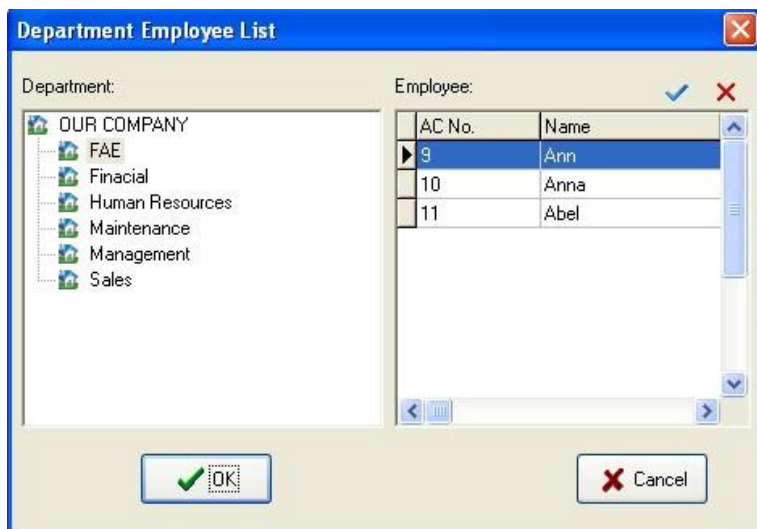 Department Employee List
Department:
Employee:
OUR COMPANY
FAE
Finacial
Human Resources
Maintenance
Management
Sales
AC No. Name
9 Ann
10 Anna
11 Abel
OK
Cancel